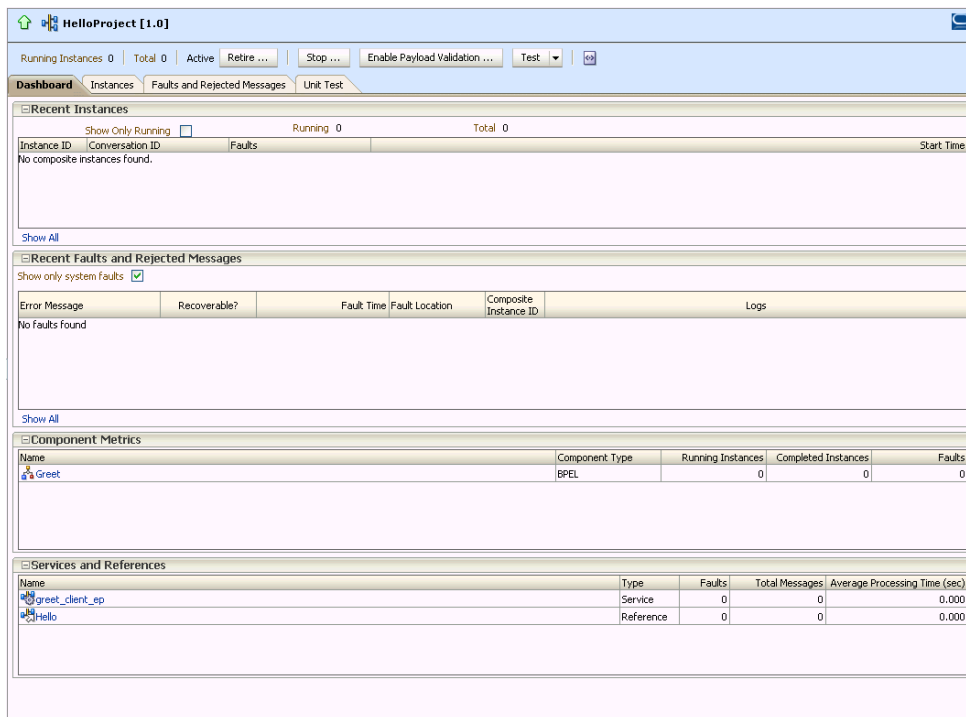 HelloProject [1.0]
Running Instances 0 Total 0 Active Retire ... Stop ... Enable Payload Validation ... Test
Dashboard Instances Faults and Rejected Messages Unit Test
Recent Instances
Show Only Running Running 0 Total 0
Instance ID Conversation ID Faults Start Time
No composite instances found.
Show All
Recent Faults and Rejected Messages
Show only system faults
Error Message Recoverable? Fault Time Fault Location Composite Instance ID Logs
No faults found
Show All
Component Metrics
Name Component Type Running Instances Completed Instances Faults
Greet BPEL 0 0 0
Services and References
Name Type Faults Total Messages Average Processing Time (sec)
greet_client_ep Service 0 0 0.000
Hello Reference 0 0 0.000